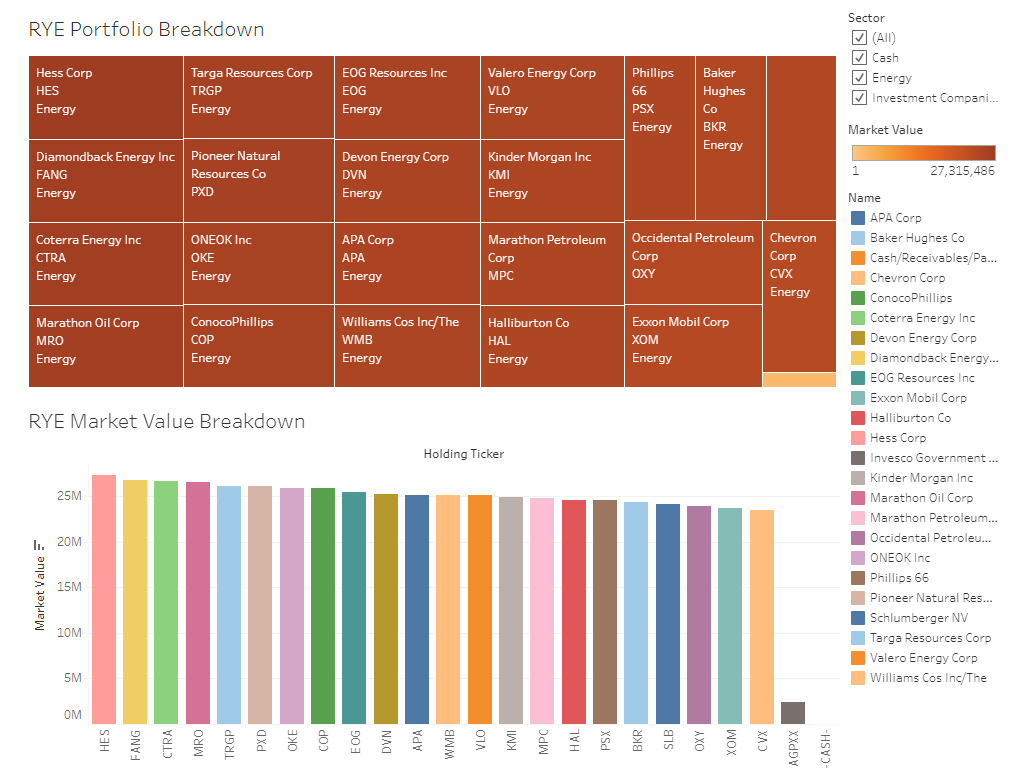 RYE Portfolio Breakdown
Hess Corp
HES
Energy
Targa Resources Corp
TRGP
Energy
EOG Resources Inc
EOG
Energy
Valero Energy Corp
VLO
Energy
Phillips
66
PSX
Energy
Baker
Hughes
Co
BKR
Energy
Diamondback Energy Inc
FANG
Energy
Pioneer Natural
Resources Co
PXD
Devon Energy Corp
DVN
Energy
Kinder Morgan Inc
KMI
Energy
Coterra Energy Inc
CTRA
Energy
ONEOK Inc
OKE
Energy
APA Corp
APA
Energy
Marathon Petroleum
Corp
MPC
Occidental Petroleum
Corp
OXY
Chevron
Corp
CVX
Energy
Marathon Oil Corp
MRO
Energy
ConocoPhillips
COP
Energy
Williams Cos Inc/The
WMB
Energy
Halliburton Co
HAL
Energy
Exxon Mobil Corp
XOM
Energy
Sector
(All)
Cash
Energy
Investment Compani...
Market Value
1 27,315,486
Name
APA Corp
Baker Hughes Co
Cash/Receivables/Pa...
Chevron Corp
ConocoPhillips
Coterra Energy Inc
Devon Energy Corp
Diamondback Energy...
EOG Resources Inc
Exxon Mobil Corp
Halliburton Co
Hess Corp
Invesco Government ...
Kinder Morgan Inc
Marathon Oil Corp
Marathon Petroleum...
Occidental Petroleu...
ONEOK Inc
Phillips 66
Pioneer Natural Res...
Schlumberger NV
Targa Resources Corp
Valero Energy Corp
Williams Cos Inc/The
RYE Market Value Breakdown
Holding Ticker
Market Value
25M
20M
15M
10M
5M
0M
HES FANG CTRA MRO TRGP PXD OKE COP EOG DVN APA WMB VLO KMI MPC HAL PSX BKR SLB OXY XOM CVX AGPXX -CASH-